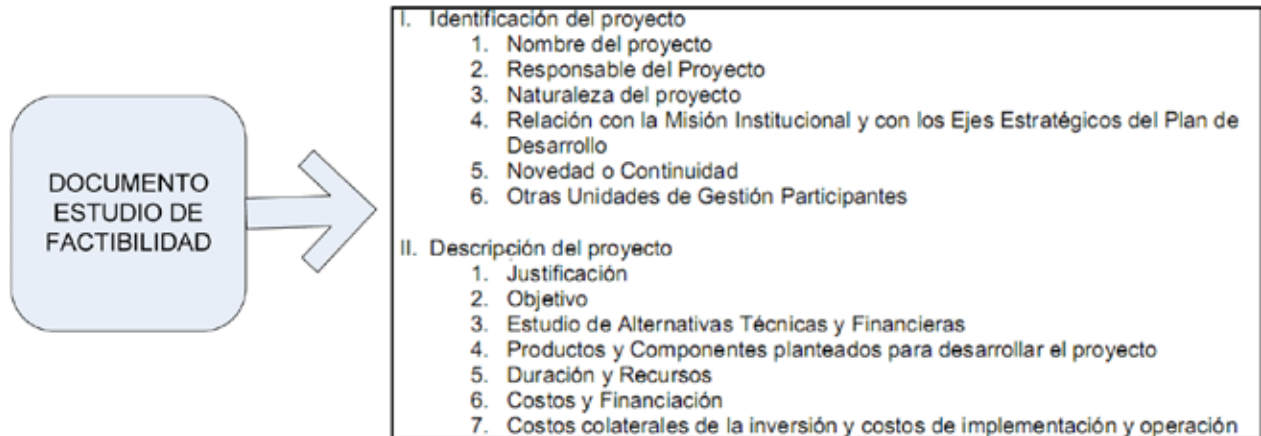 DOCUMENTO
ESTUDIO DE
FACTIBILIDAD
I. Identificación del proyecto
1. Nombre del proyecto
2. Responsable del Proyecto
3. Naturaleza del proyecto
4. Relación con la Misión Institucional y con los Ejes Estratégicos del Plan de
Desarrollo
5. Novedad o Continuidad
6. Otras Unidades de Gestión Participantes
II. Descripción del proyecto
1. Justificación
2. Objetivo
3. Estudio de Alternativas Técnicas y Financieras
4. Productos y Componentes planteados para desarrollar el proyecto
5. Duración y Recursos
6. Costos y Financiación
7. Costos colaterales de la inversión y costos de implementación y operación